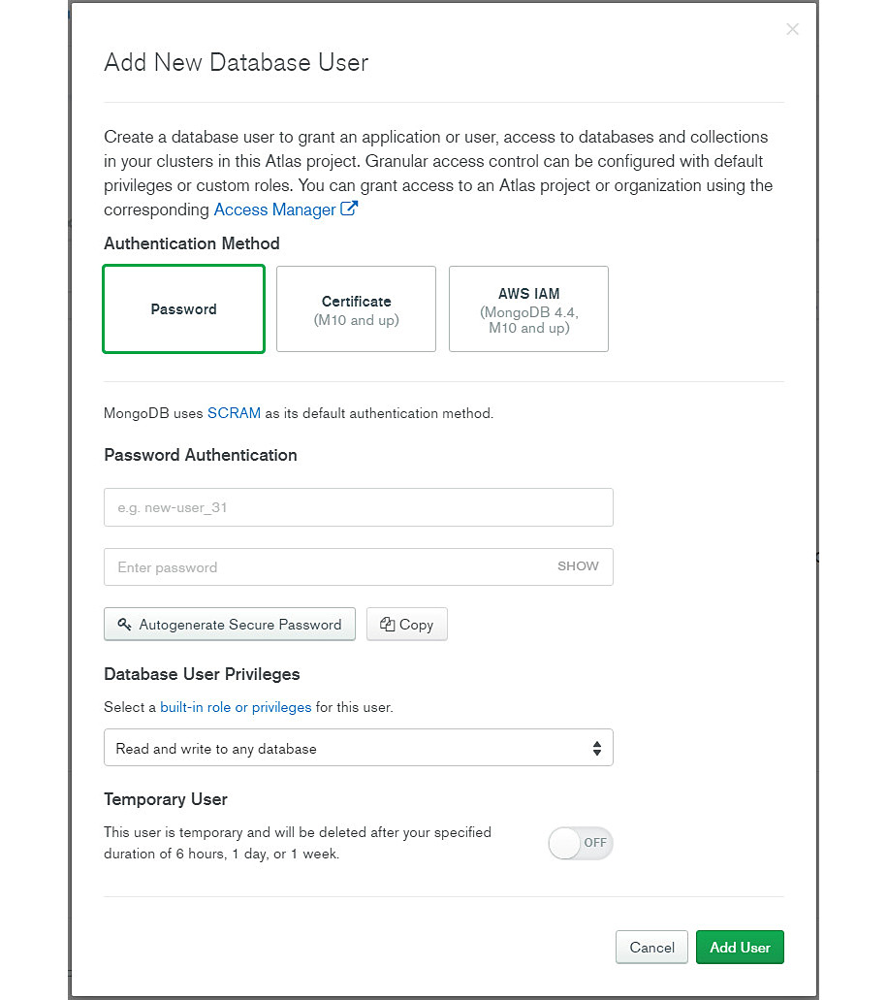 Add New Database User
Create a database user to grant an application or user, access to databases and collections
in your clusters in this Atlas project. Granular access control can be configured with default
privileges or custom roles. You can grant access to an Atlas project or organization using the
corresponding Access Manager
Authentication Method
Password
Certificate
(M10 and up)
AWS IAM
(MongoDB 4.4,
M10 and up)
MongoDB uses SCRAM as its default authentication method.
Password Authentication
e.g. new-user_31
Enter password SHOW
Autogenerate Secure Password Copy
Database User Privileges
Select a built-in role or privileges for this user.
Read and write to any database
Temporary User
This user is temporary and will be deleted after your specified
duration of 6 hours, 1 day, or 1 week.
OFF
Cancel Add User